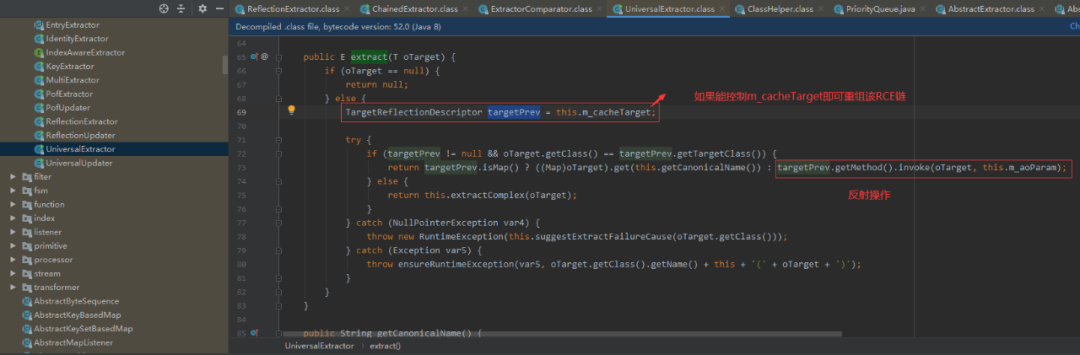 ReflectionExtractor.class
ChainedExtractor.class
ExtractorComparator.class
UniversalExtractor.class
ClassHelper.class
PriorityQueue.java
AbstractExtractor.class
Decompiled .class file, bytecode version: 52.0 (Java 8)
EntryExtractor
IdentityExtractor
IndexAwareExtractor
KeyExtractor
MultiExtractor
PofExtractor
PofUpdater
ReflectionExtractor
ReflectionUpdater
UniversalExtractor
UniversalUpdater
filter
fsm
function
index
listener
primitive
processor
stream
transformer
AbstractByteSequence
AbstractKeyBasedMap
AbstractKeySetBasedMap
AbstractMapListener
64
65 public E extract(T oTarget) {
66 if (oTarget == null) {
67 return null;
68 } else {
69 TargetReflectionDescriptor targetPrev = this.m_cacheTarget;
如果能控制m_cacheTarget即可重组该RCE链
70
71 try {
72 if (targetPrev != null && oTarget.getClass() == targetPrev.getTargetClass()) {
73 return targetPrev.isMap() ? ((Map)oTarget).get(this.getCanonicalName()) : targetPrev.getMethod().invoke(oTarget, this.m_aoParam);
74 } else {
反射操作
75 return this.extractComplex(oTarget);
76 }
77 } catch (NullPointerException var4) {
78 throw new RuntimeException(this.suggestExtractFailureCause(oTarget.getClass()));
79 } catch (Exception var5) {
80 throw ensureRuntimeException(var5, oTarget.getClass().getName() + this + '(' + oTarget + ')');
81 }
82 }
83 }
84
85 public String getCanonicalName() {
UniversalExtractor
extract()